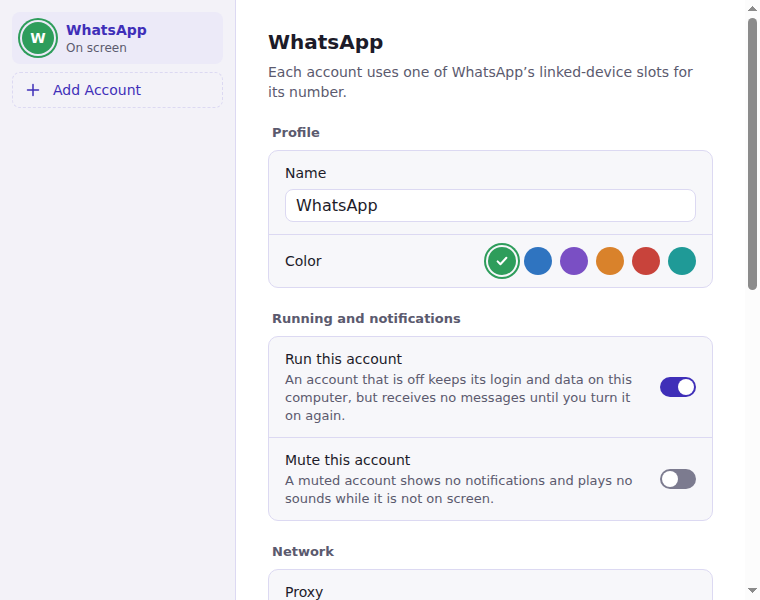 W
WhatsApp
On screen
Add Account
WhatsApp
Each account uses one of WhatsApp’s linked-device slots for
its number.
Profile
Name
WhatsApp
Color
Running and notifications
Run this account
An account that is off keeps its login and data on this
computer, but receives no messages until you turn it
on again.
Mute this account
A muted account shows no notifications and plays no
sounds while it is not on screen.
Network
Proxy